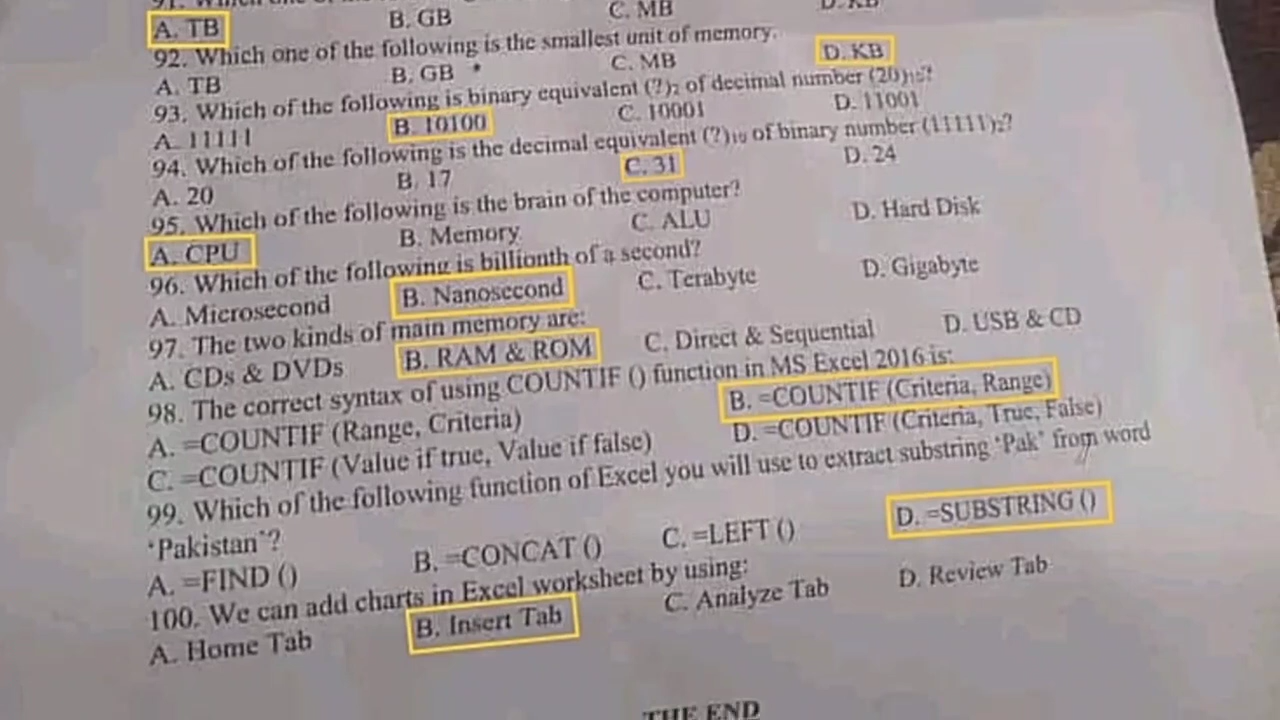 A. TB B. GB C. MB D. KB
92. Which one of the following is the smallest unit of memory.
A. TB B. GB C. MB D. KB
93. Which of the following is binary equivalent (?)₂ of decimal number (20)₁₀?
A. 11111 B. 10100 C. 10001 D. 11001
94. Which of the following is the decimal equivalent (?)₁₀ of binary number (11111)₂?
A. 20 B. 17 C. 31 D. 24
95. Which of the following is the brain of the computer?
A. CPU B. Memory C. ALU D. Hard Disk
96. Which of the following is billionth of a second?
A. Microsecond B. Nanosecond C. Terabyte D. Gigabyte
97. The two kinds of main memory are:
A. CDs & DVDs B. RAM & ROM C. Direct & Sequential D. USB & CD
98. The correct syntax of using COUNTIF () function in MS Excel 2016 is:
A. =COUNTIF (Range, Criteria) B. =COUNTIF (Criteria, Range)
C. =COUNTIF (Value if true, Value if false) D. =COUNTIF (Criteria, True, False)
99. Which of the following function of Excel you will use to extract substring 'Pak' from word
'Pakistan'?
A. =FIND () B. =CONCAT () C. =LEFT () D. =SUBSTRING ()
100. We can add charts in Excel worksheet by using:
A. Home Tab B. Insert Tab C. Analyze Tab D. Review Tab
THE END